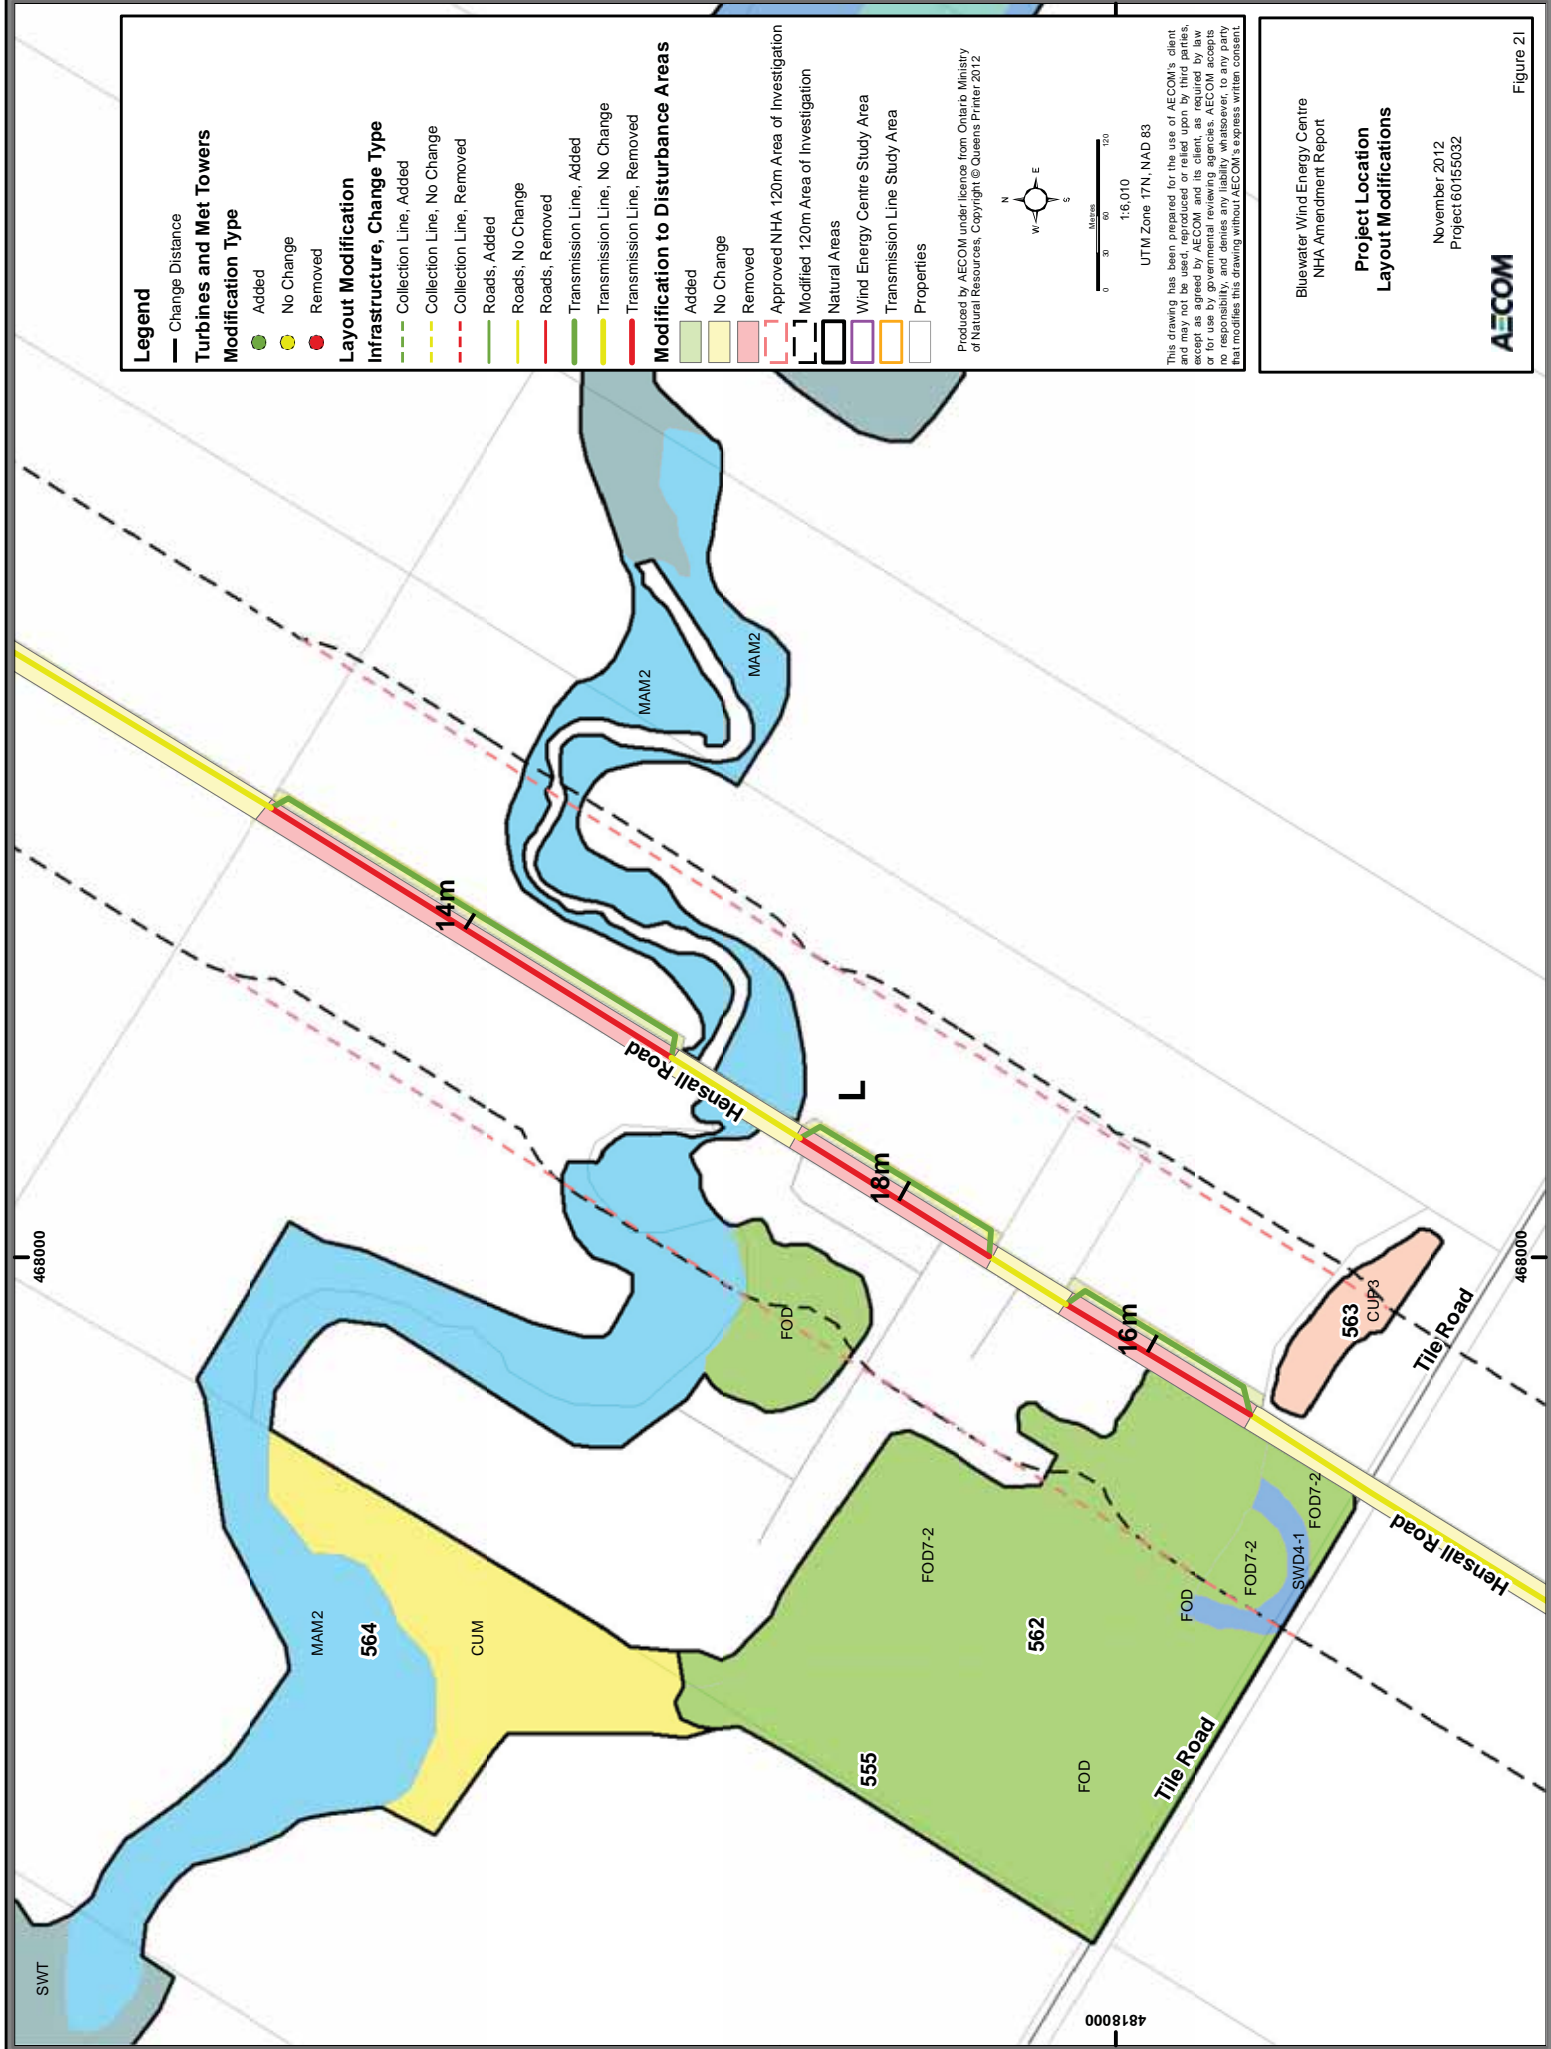 468000
SWT
MAM2
564
CUM
FOD
MAM2
MAM2
14m
Hensall Road
L
18m
16m
FOD7-2
562
555
FOD
FOD
FOD7-2
SWD4-1
FOD7-2
563
CUP3
Tile Road
Tile Road
Hensall Road
468000
4818000
Legend
Change Distance
Turbines and Met Towers
Modification Type
Added
No Change
Removed
Layout Modification
Infrastructure, Change Type
Collection Line, Added
Collection Line, No Change
Collection Line, Removed
Roads, Added
Roads, No Change
Roads, Removed
Transmission Line, Added
Transmission Line, No Change
Transmission Line, Removed
Modification to Disturbance Areas
Added
No Change
Removed
Approved NHA 120m Area of Investigation
Modified 120m Area of Investigation
Natural Areas
Wind Energy Centre Study Area
Transmission Line Study Area
Properties
Produced by AECOM under licence from Ontario Ministry
of Natural Resources, Copyright © Queens Printer 2012
N
W E
S
Metres
0 30 60 120
1:6,010
UTM Zone 17N, NAD 83
This drawing has been prepared for the use of AECOM's client
and may not be used, reproduced or relied upon by third parties,
except as agreed by AECOM and its client, as required by law
or for use by governmental reviewing agencies. AECOM accepts
no responsibility, and denies any liability whatsoever, to any party
that modifies this drawing without AECOM's express written consent.
Bluewater Wind Energy Centre
NHA Amendment Report
Project Location
Layout Modifications
November 2012
Project 60155032
AECOM
Figure 2l